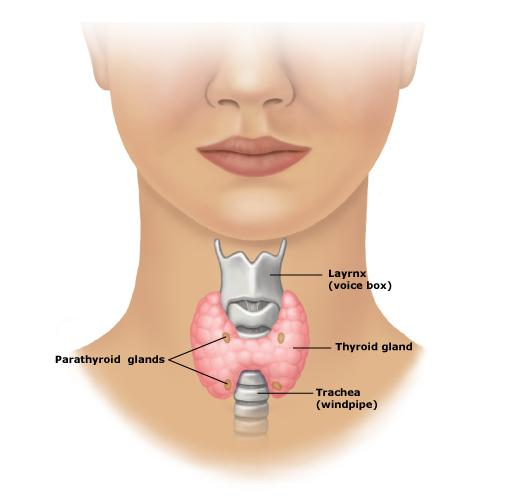 Layrnx
(voice box)
Thyroid gland
Parathyroid glands
Trachea
(windpipe)